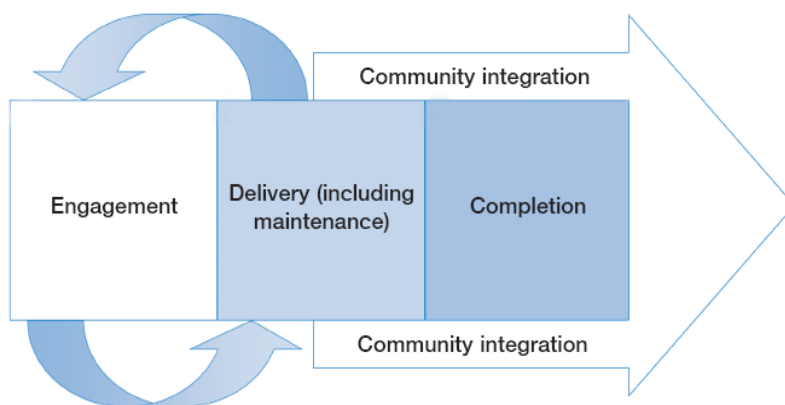 Community integration
Engagement
Delivery (including
maintenance)
Completion
Community integration